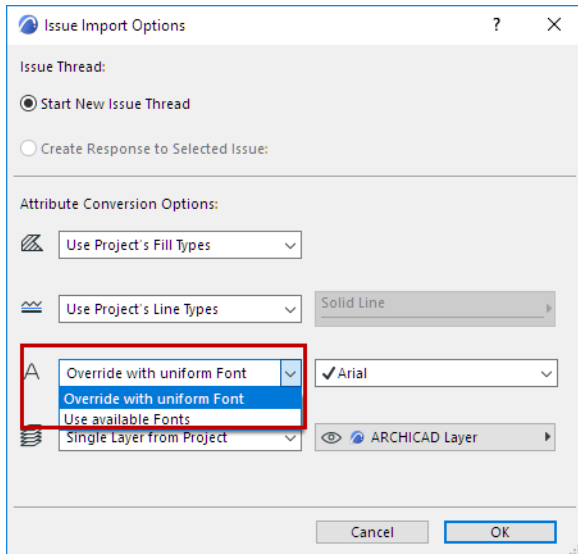 Issue Import Options
?
Issue Thread:
Start New Issue Thread
Create Response to Selected Issue:
Attribute Conversion Options:
Use Project's Fill Types
Use Project's Line Types
Solid Line
A
Override with uniform Font
Arial
Override with uniform Font
Use available Fonts
Single Layer from Project
ARCHICAD Layer
Cancel
OK